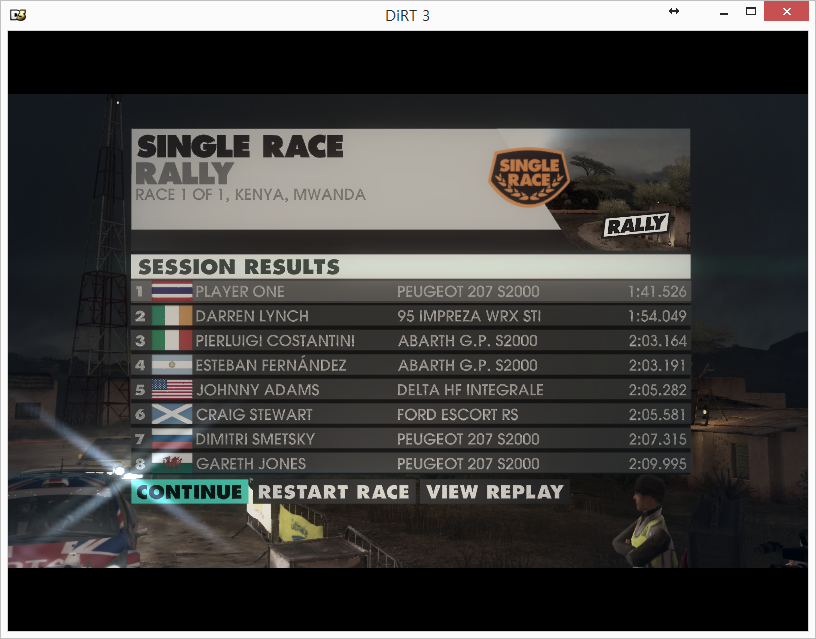 DiRT 3
SINGLE RACE
RALLY
RACE 1 OF 1, KENYA, MWANDA
SINGLE
RACE
RALLY
SESSION RESULTS
1 PLAYER ONE PEUGEOT 207 S2000 1:41.526
2 DARREN LYNCH 95 IMPREZA WRX STI 1:54.049
3 PIERLUIGI COSTANTINI ABARTH G.P. S2000 2:03.164
4 ESTEBAN FERNÁNDEZ ABARTH G.P. S2000 2:03.191
5 JOHNNY ADAMS DELTA HF INTEGRALE 2:05.282
6 CRAIG STEWART FORD ESCORT RS 2:05.581
7 DIMITRI SMETSKY PEUGEOT 207 S2000 2:07.315
8 GARETH JONES PEUGEOT 207 S2000 2:09.995
CONTINUE RESTART RACE VIEW REPLAY